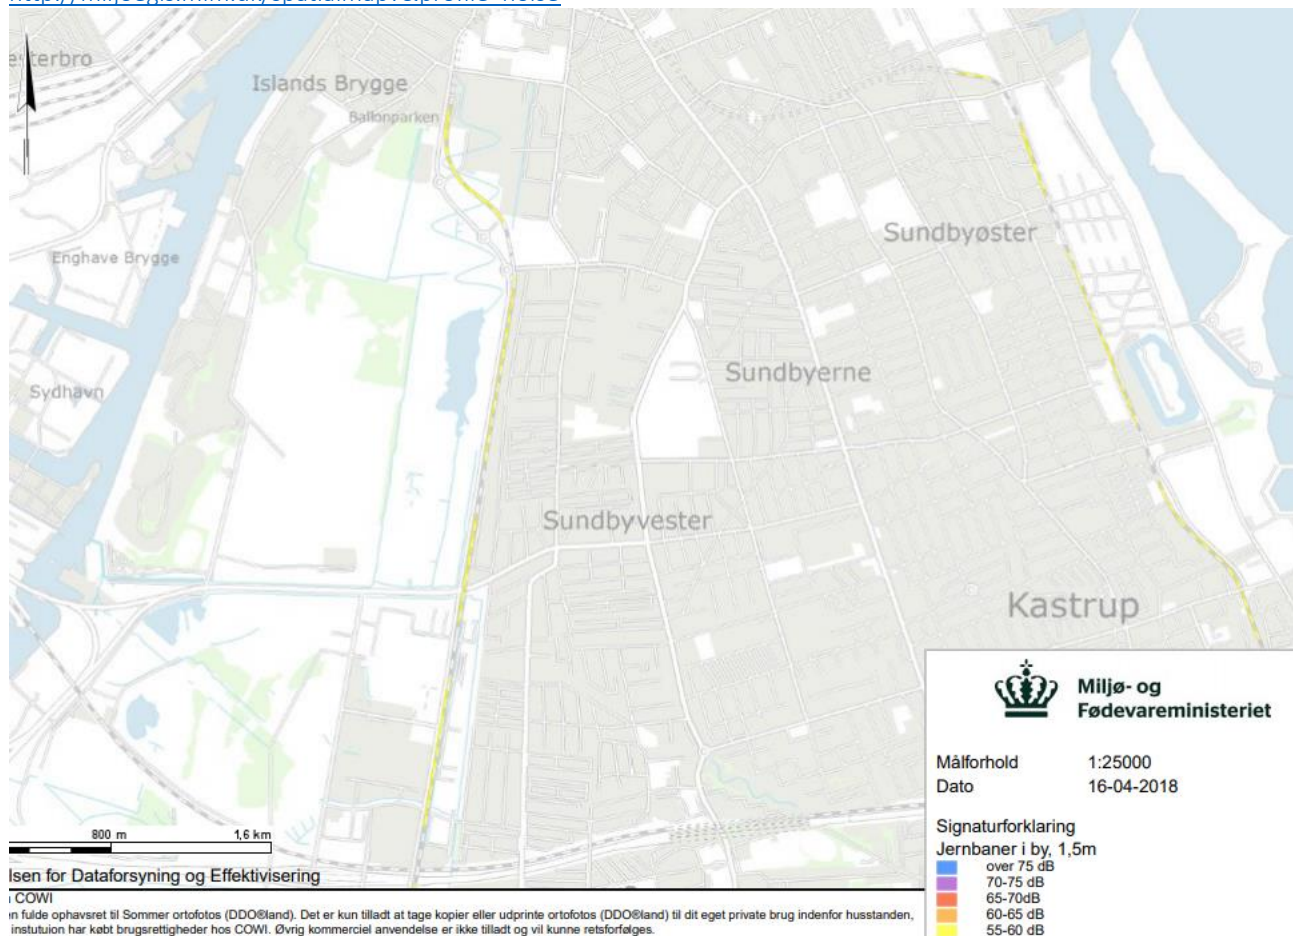 esterbro
Islands Brygge
Ballonparken
Sundbyøster
Enghave Brygge
Sundbyerne
Sydhavn
Sundbyvester
Kastrup
Miljø- og
Fødevareministeriet
Målforhold 1:25000
Dato 16-04-2018
Signaturforklaring
Jernbaner i by, 1,5m
over 75 dB
70-75 dB
65-70dB
60-65 dB
55-60 dB
800 m 1,6 km
lsen for Dataforsyning og Effektivisering
COWI
n fulde ophavsret til Sommer ortofotos (DDO®land). Det er kun tilladt at tage kopier eller udprinte ortofotos (DDO®land) til dit eget private brug indenfor husstanden,
instutuion har købt brugsrettigheder hos COWI. Øvrig kommerciel anvendelse er ikke tilladt og vil kunne retsforfølges.